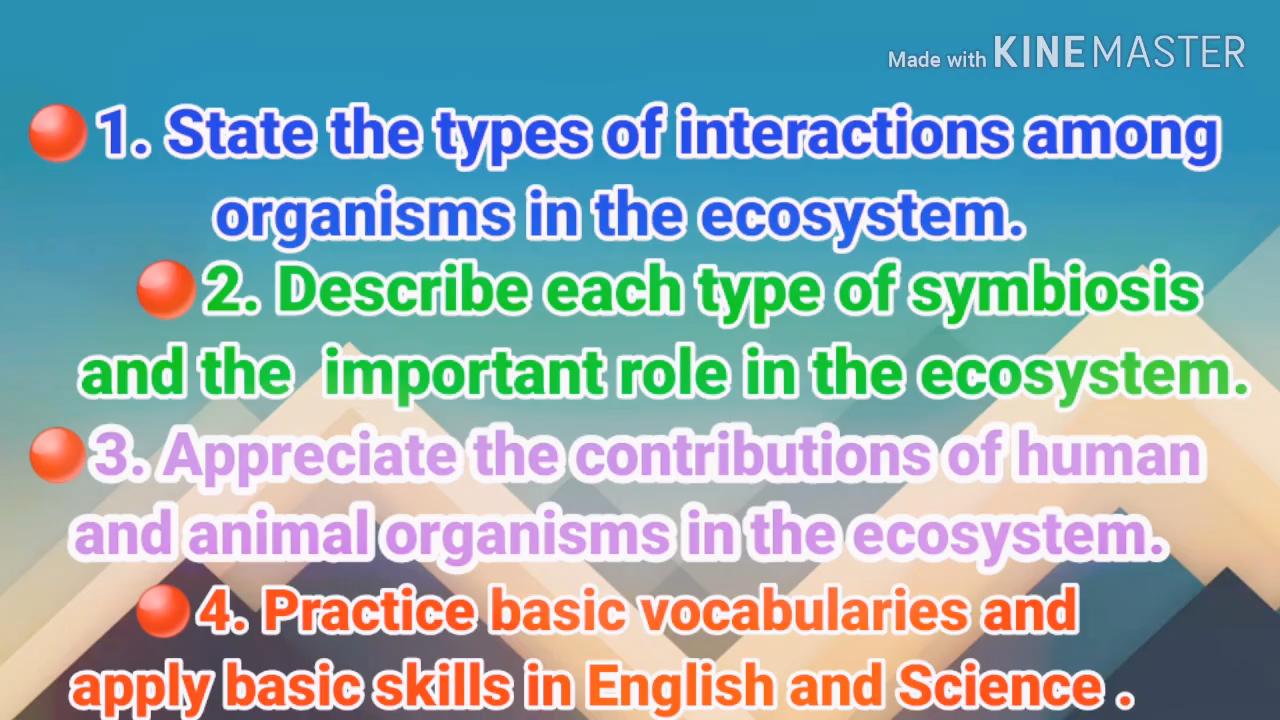 Made with KINEMASTER
1. State the types of interactions among
organisms in the ecosystem.
2. Describe each type of symbiosis
and the important role in the ecosystem.
3. Appreciate the contributions of human
and animal organisms in the ecosystem.
4. Practice basic vocabularies and
apply basic skills in English and Science .